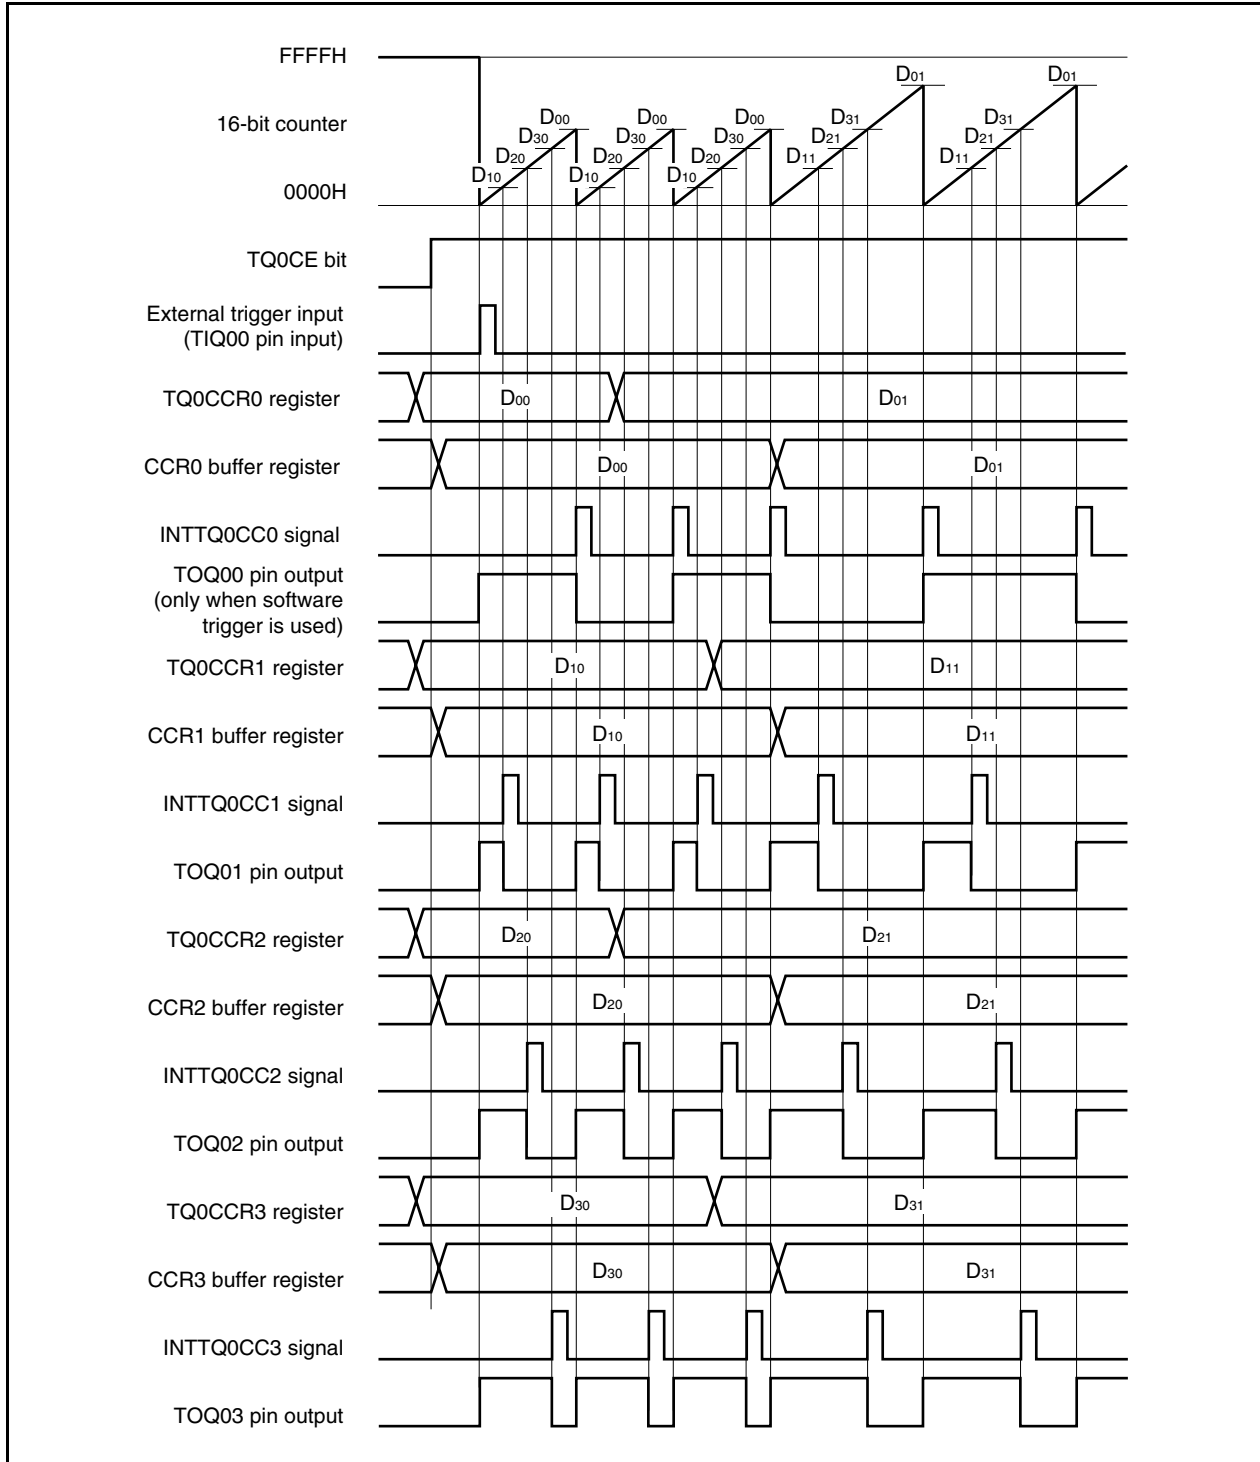 FFFFH
16-bit counter
0000H
D10 D20 D30 D00 D10 D20 D30 D00 D10 D20 D30 D00 D11 D21 D31 D01 D11 D21 D31 D01
TQ0CE bit
External trigger input
(TIQ00 pin input)
TQ0CCR0 register D00 D01
CCR0 buffer register D00 D01
INTTQ0CC0 signal
TOQ00 pin output
(only when software
trigger is used)
TQ0CCR1 register D10 D11
CCR1 buffer register D10 D11
INTTQ0CC1 signal
TOQ01 pin output
TQ0CCR2 register D20 D21
CCR2 buffer register D20 D21
INTTQ0CC2 signal
TOQ02 pin output
TQ0CCR3 register D30 D31
CCR3 buffer register D30 D31
INTTQ0CC3 signal
TOQ03 pin output